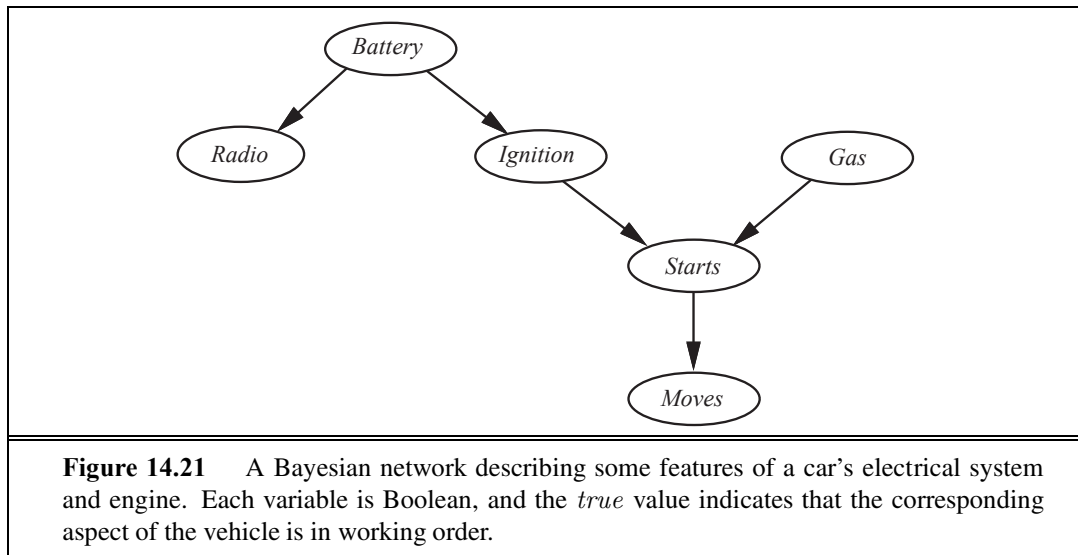 Battery
Radio
Ignition
Gas
Starts
Moves
Figure 14.21 A Bayesian network describing some features of a car's electrical system
and engine. Each variable is Boolean, and the true value indicates that the corresponding
aspect of the vehicle is in working order.